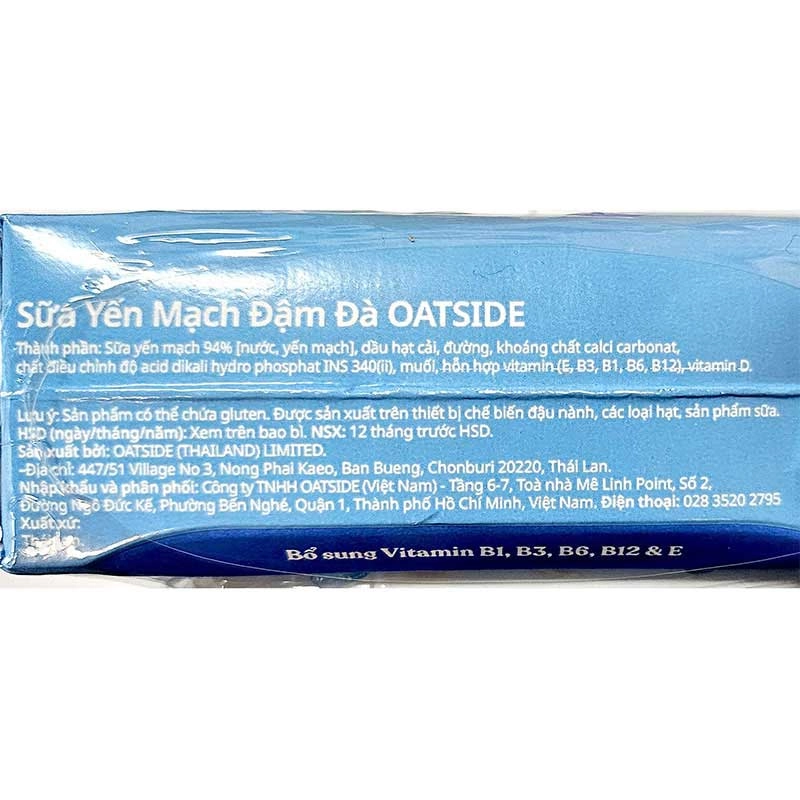 Sữa Yến Mạch Đậm Đà OATSIDE
Thành phần: Sữa yến mạch 94% [nước, yến mạch], dầu hạt cải, đường, khoáng chất calci carbonat,
chất điều chỉnh độ acid dikali hydro phosphat INS 340(ii), muối, hỗn hợp vitamin (E, B3, B1, B6, B12), vitamin D.
Lưu ý: Sản phẩm có thể chứa gluten. Được sản xuất trên thiết bị chế biến đậu nành, các loại hạt, sản phẩm sữa.
HSD (ngày/tháng/năm): Xem trên bao bì. NSX: 12 tháng trước HSD.
Sản xuất bởi: OATSIDE (THAILAND) LIMITED.
Địa chỉ: 447/51 Village No 3, Nong Phai Kaeo, Ban Bueng, Chonburi 20220, Thái Lan.
Nhập khẩu và phân phối: Công ty TNHH OATSIDE (Việt Nam) - Tầng 6-7, Toà nhà Mê Linh Point, Số 2,
Đường Ngô Đức Kế, Phường Bến Nghé, Quận 1, Thành phố Hồ Chí Minh, Việt Nam. Điện thoại: 028 3520 2795
Xuất xứ:
Bổ sung Vitamin B1, B3, B6, B12 & E